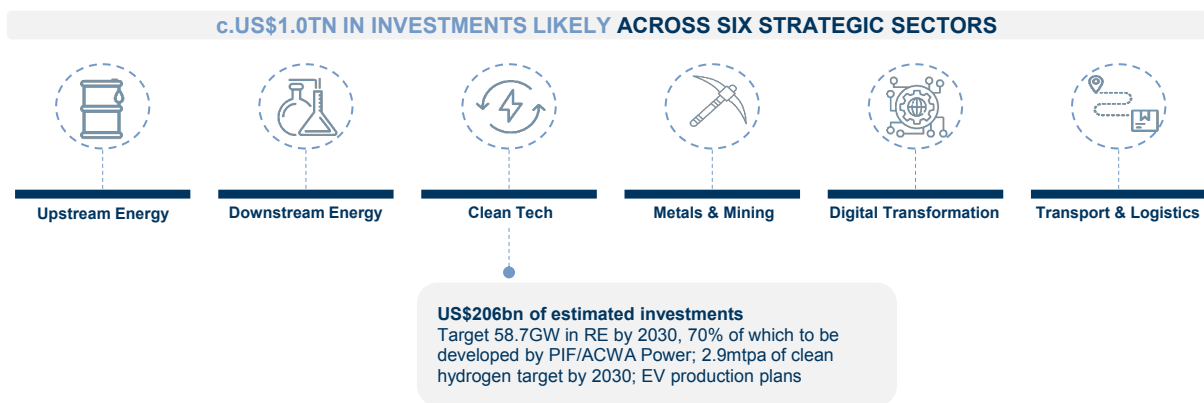 c.US$1.0TN IN INVESTMENTS LIKELY ACROSS SIX STRATEGIC SECTORS
Upstream Energy
Downstream Energy
Clean Tech
Metals & Mining
Digital Transformation
Transport & Logistics
US$206bn of estimated investments
Target 58.7GW in RE by 2030, 70% of which to be
developed by PIF/ACWA Power; 2.9mtpa of clean
hydrogen target by 2030; EV production plans